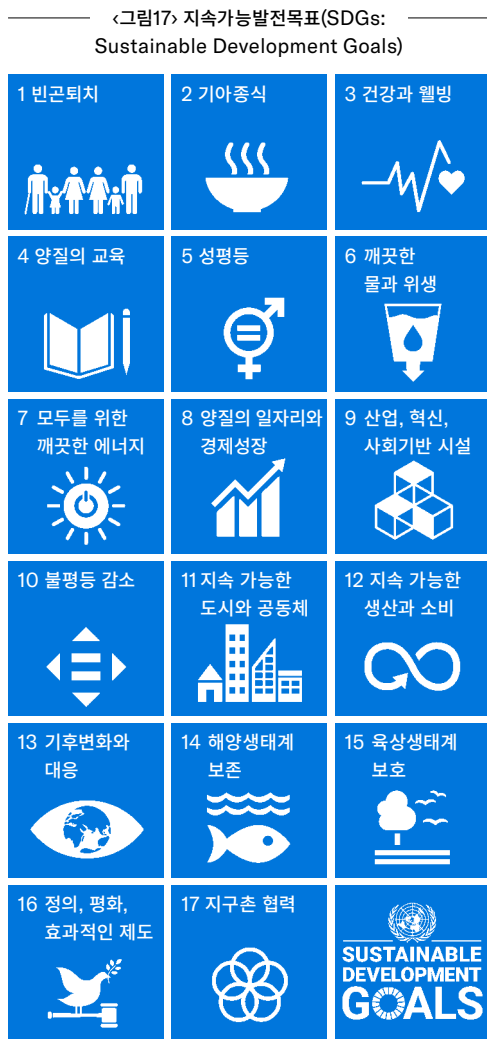 ‹그림17› 지속가능발전목표(SDGs:
Sustainable Development Goals)
1 빈곤퇴치
2 기아종식
3 건강과 웰빙
4 양질의 교육
5 성평등
6 깨끗한
물과 위생
7 모두를 위한
깨끗한 에너지
8 양질의 일자리와
경제성장
9 산업, 혁신,
사회기반 시설
10 불평등 감소
11 지속 가능한
도시와 공동체
12 지속 가능한
생산과 소비
13 기후변화와
대응
14 해양생태계
보존
15 육상생태계
보호
16 정의, 평화,
효과적인 제도
17 지구촌 협력
SUSTAINABLE
DEVELOPMENT
GOALS